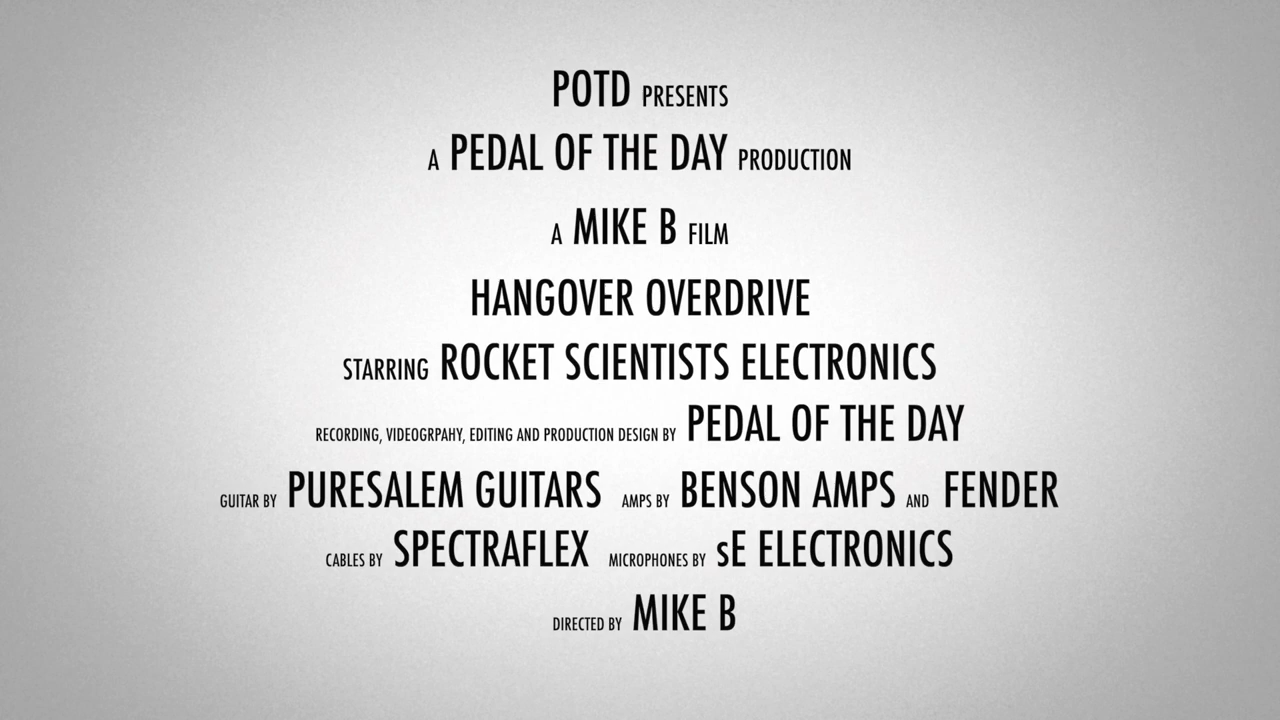 POTD PRESENTS
A PEDAL OF THE DAY PRODUCTION
A MIKE B FILM
HANGOVER OVERDRIVE
STARRING ROCKET SCIENTISTS ELECTRONICS
RECORDING, VIDEOGRPAHY, EDITING AND PRODUCTION DESIGN BY PEDAL OF THE DAY
GUITAR BY PURESALEM GUITARS AMPS BY BENSON AMPS AND FENDER
CABLES BY SPECTRAFLEX MICROPHONES BY sE ELECTRONICS
DIRECTED BY MIKE B